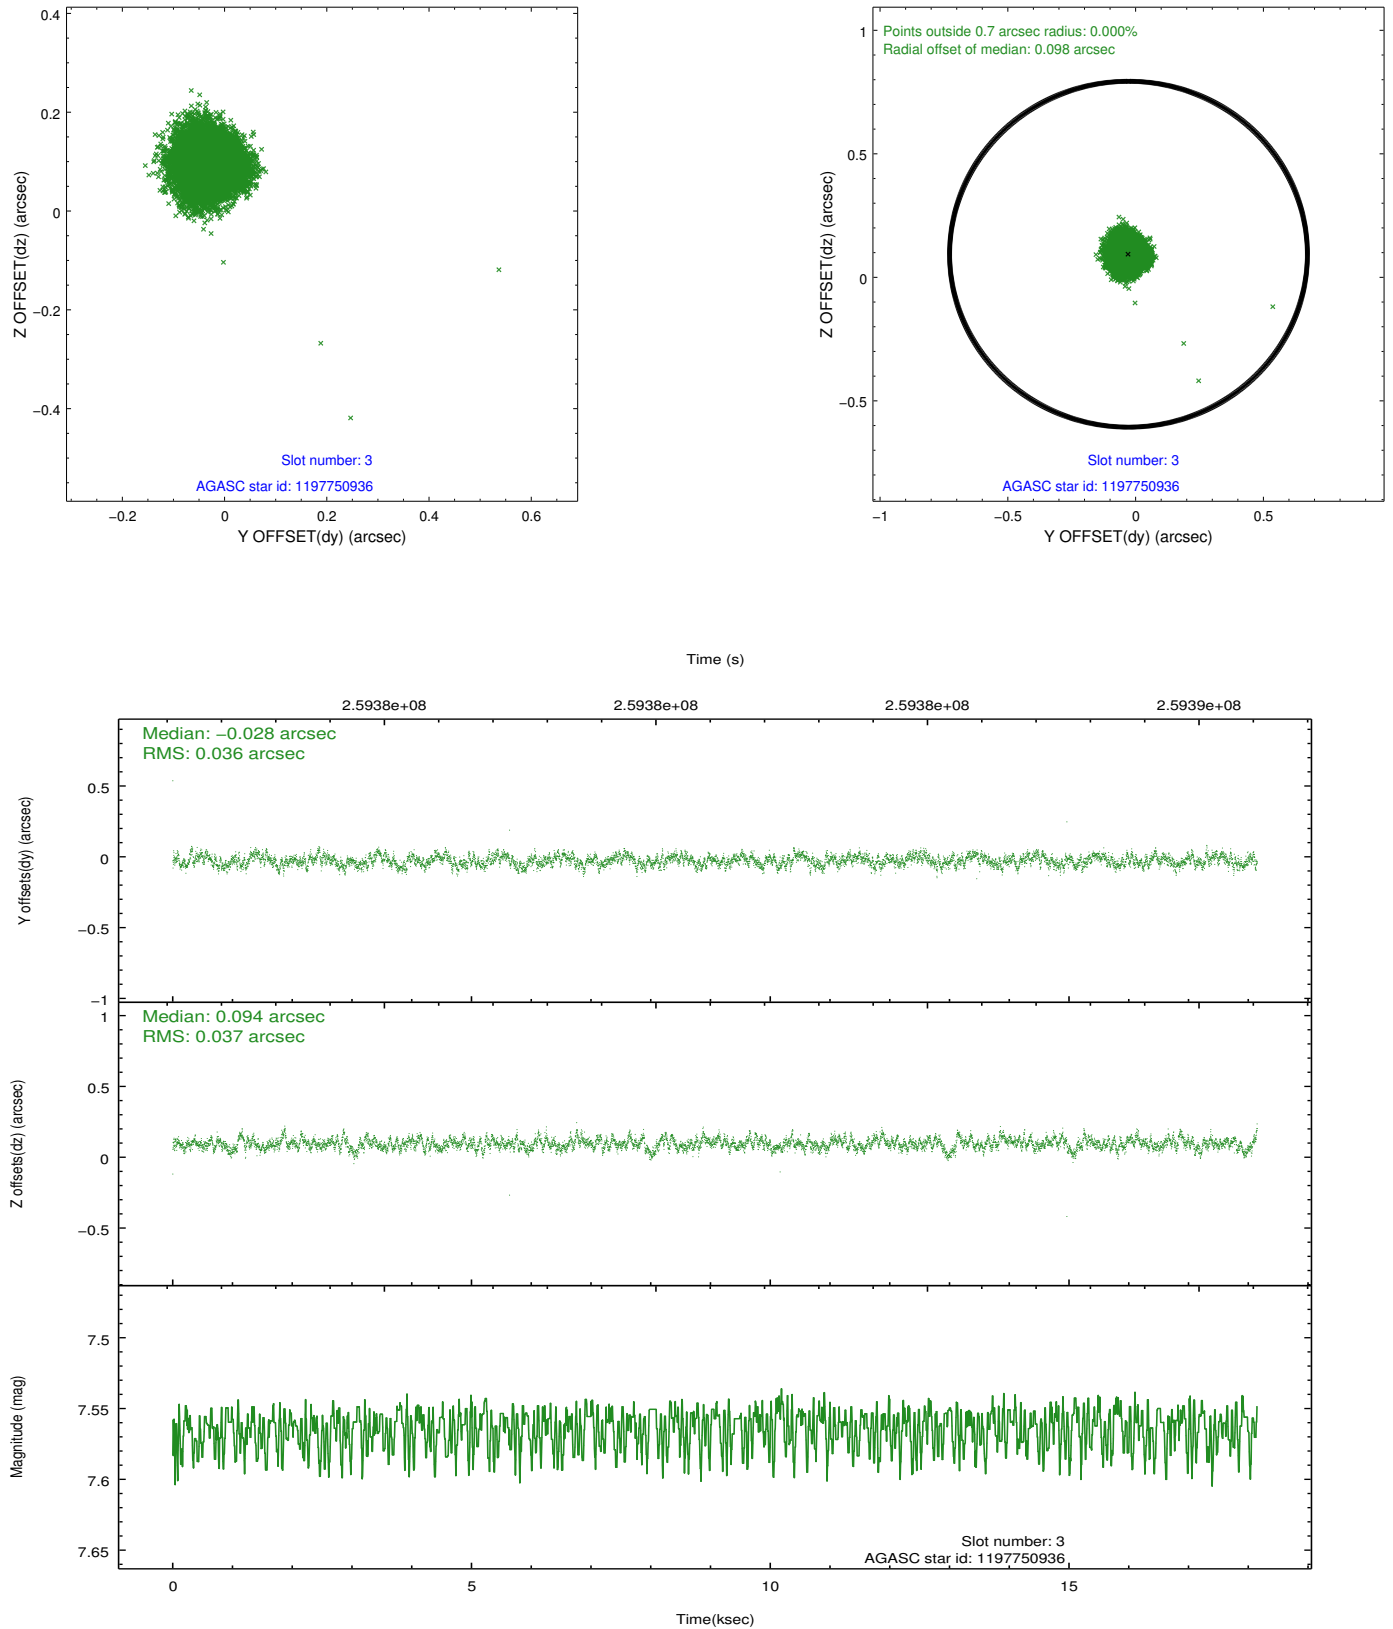 0.4
0.2
0
−0.2
−0.4
Z OFFSET(dz) (arcsec)
Slot number: 3
AGASC star id: 1197750936
−0.2 0 0.2 0.4 0.6
Y OFFSET(dy) (arcsec)
Points outside 0.7 arcsec radius: 0.000%
Radial offset of median: 0.098 arcsec
1
0.5
0
−0.5
Z OFFSET(dz) (arcsec)
Slot number: 3
AGASC star id: 1197750936
−1 −0.5 0 0.5
Y OFFSET(dy) (arcsec)
Time (s)
2.5938e+08 2.5938e+08 2.5938e+08 2.5939e+08
Median: −0.028 arcsec
RMS: 0.036 arcsec
0.5
0
−0.5
−1
Y offsets(dy) (arcsec)
Median: 0.094 arcsec
RMS: 0.037 arcsec
1
0.5
0
−0.5
Z offsets(dz) (arcsec)
7.5
7.55
7.6
7.65
Magnitude (mag)
Slot number: 3
AGASC star id: 1197750936
0 5 10 15
Time(ksec)